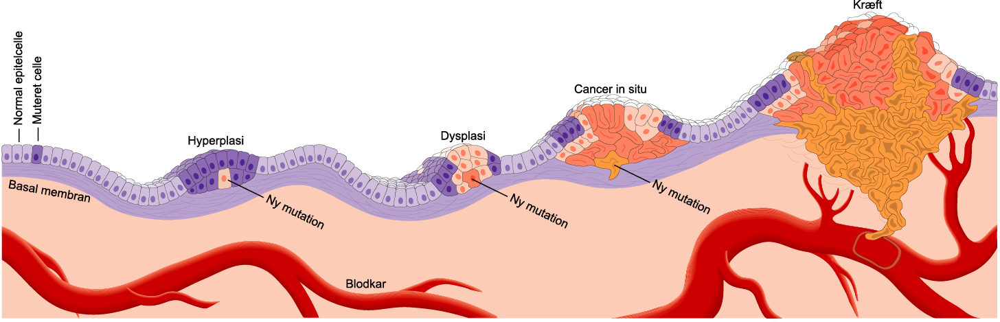 Normal epitelcelle
Muteret celle
Hyperplasi
Dysplasi
Cancer in situ
Kræft
Basal membran
Ny mutation
Ny mutation
Ny mutation
Blodkar